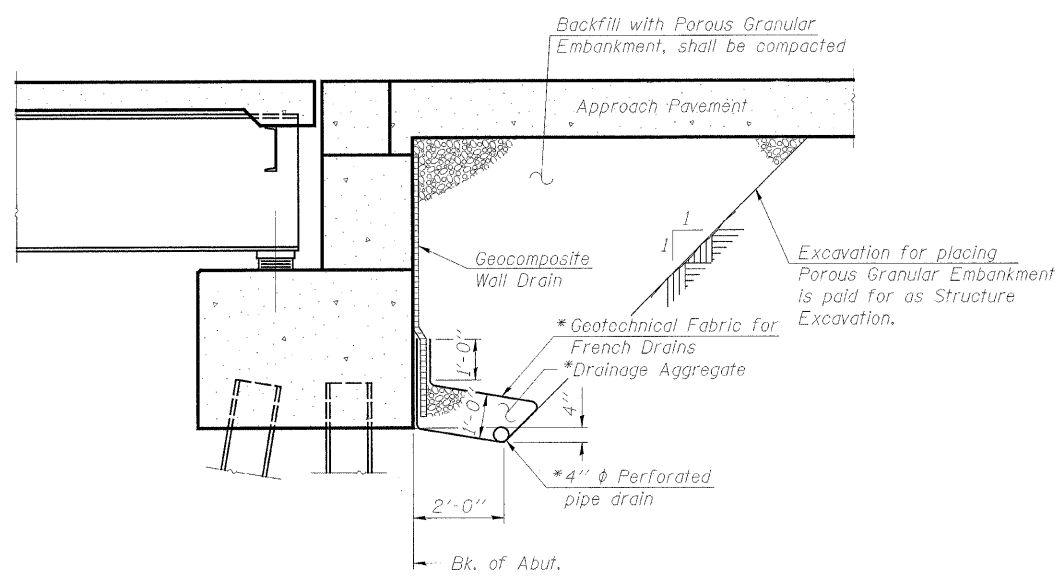 Backfill with Porous Granular
Embankment, shall be compacted
Approach Pavement
1
1
Geocomposite
Wall Drain
Excavation for placing
Porous Granular Embankment
is paid for as Structure
Excavation.
*Geotechnical Fabric for
French Drains
*Drainage Aggregate
1'-0"
1'-0"
4"
*4" ϕ Perforated
pipe drain
2'-0"
Bk. of Abut.